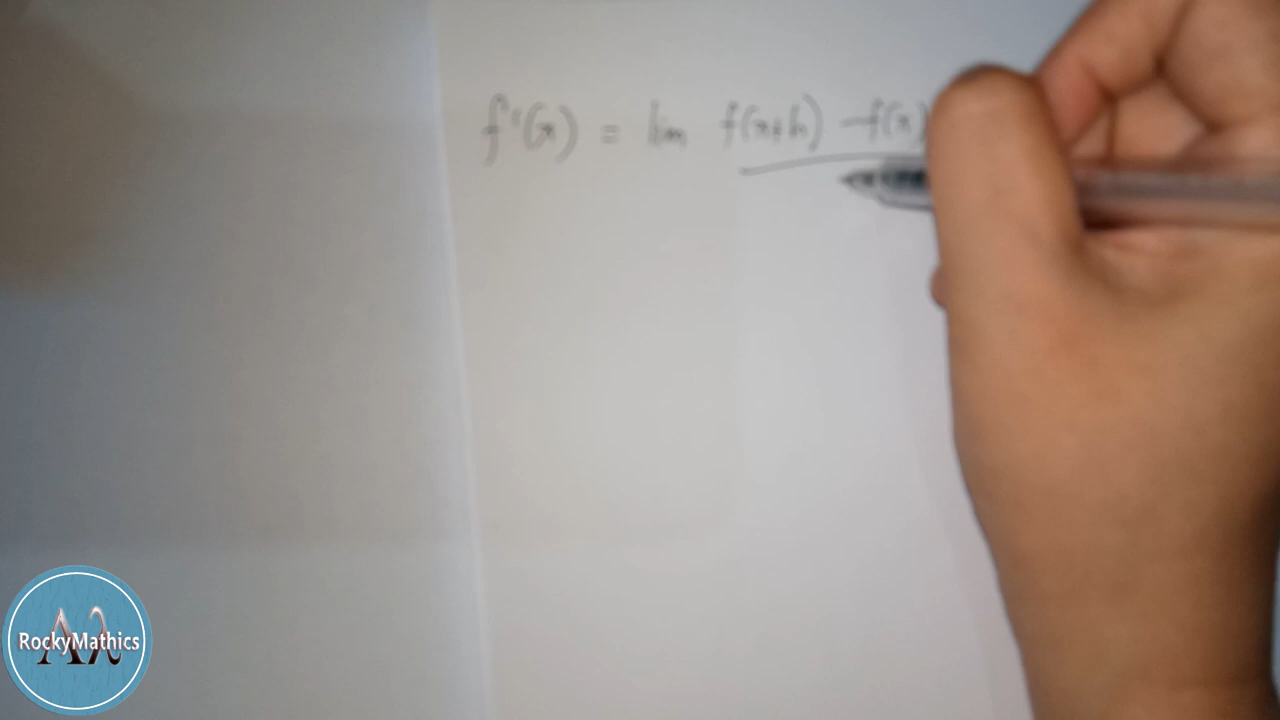 f'(x) = lim f(x+h) - f(x)
RockyMathics